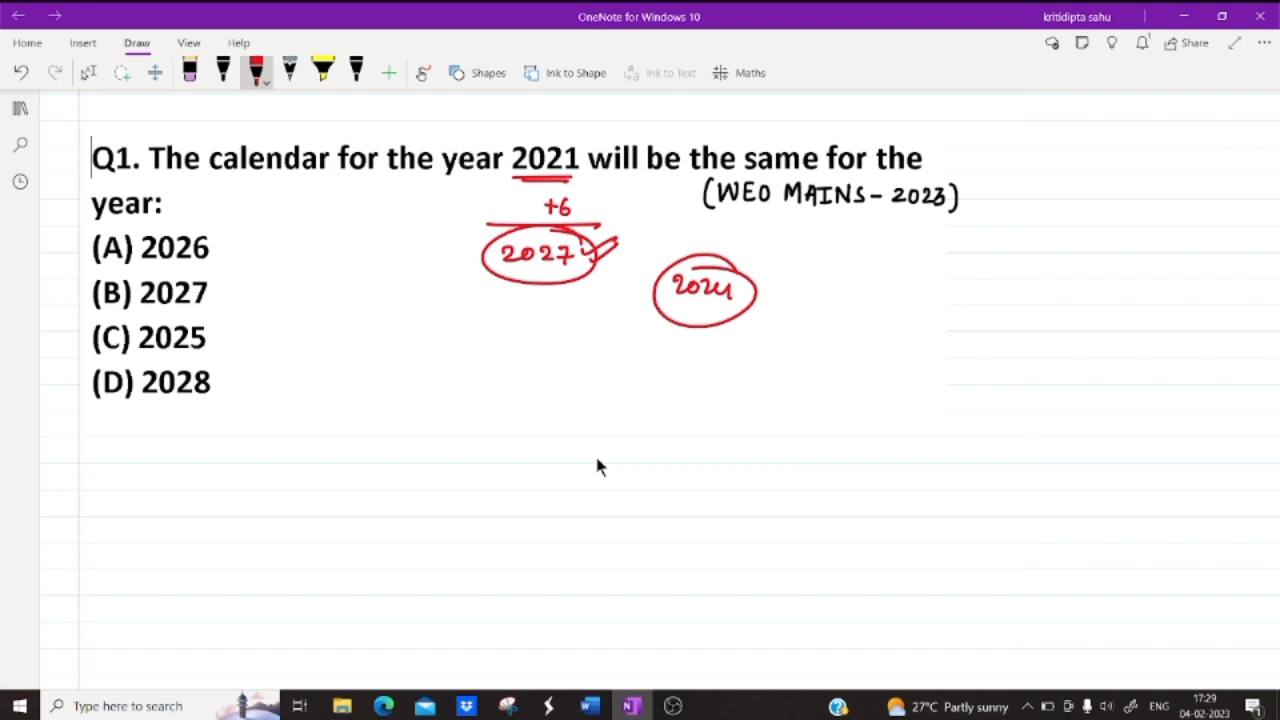 OneNote for Windows 10
kritidipta sahu
Home Insert Draw View Help
Share
Shapes Ink to Shape Ink to Text Maths
Q1. The calendar for the year 2021 will be the same for the
year:
(WEO MAINS - 2023)
+6
(A) 2026
2027
(B) 2027
2024
(C) 2025
(D) 2028
Type here to search
27°C Partly sunny
ENG
17:29
04-02-2023